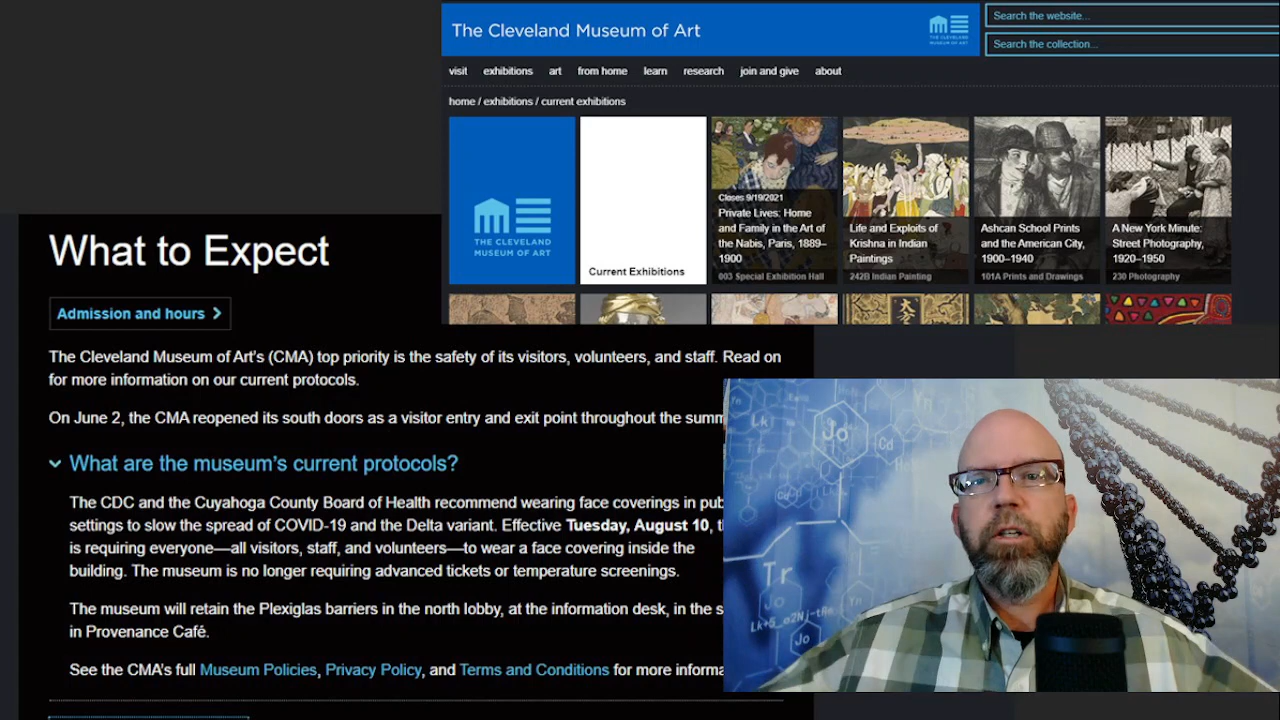 The Cleveland Museum of Art
THE CLEVELAND
MUSEUM OF ART
Search the website...
Search the collection...
visit exhibitions art from home learn research join and give about
home / exhibitions / current exhibitions
THE CLEVELAND
MUSEUM OF ART
Current Exhibitions
Closes 9/19/2021
Private Lives: Home
and Family in the Art of
the Nabis, Paris, 1889–
1900
003 Special Exhibition Hall
Life and Exploits of
Krishna in Indian
Paintings
242B Indian Painting
Ashcan School Prints
and the American City,
1900–1940
101A Prints and Drawings
A New York Minute:
Street Photography,
1920–1950
230 Photography
What to Expect
Admission and hours
The Cleveland Museum of Art's (CMA) top priority is the safety of its visitors, volunteers, and staff. Read on
for more information on our current protocols.
On June 2, the CMA reopened its south doors as a visitor entry and exit point throughout the summ
What are the museum's current protocols?
The CDC and the Cuyahoga County Board of Health recommend wearing face coverings in pub
settings to slow the spread of COVID-19 and the Delta variant. Effective Tuesday, August 10, t
is requiring everyone—all visitors, staff, and volunteers—to wear a face covering inside the
building. The museum is no longer requiring advanced tickets or temperature screenings.
The museum will retain the Plexiglas barriers in the north lobby, at the information desk, in the s
in Provenance Café.
See the CMA's full Museum Policies, Privacy Policy, and Terms and Conditions for more informa
Jo
Cd
Tr
Jo
Yn
Jo